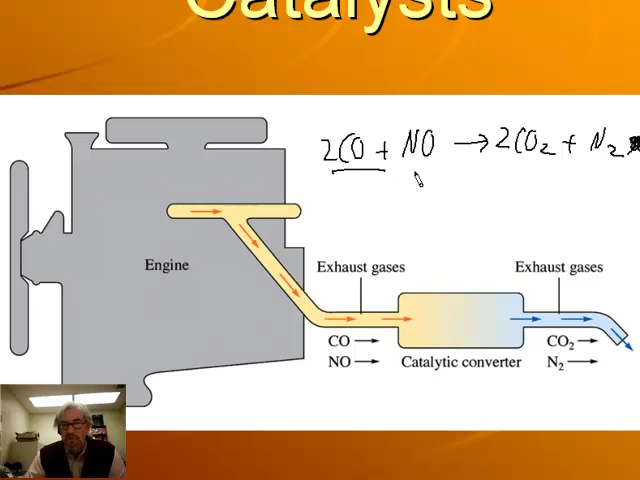 Catalysts
2CO + NO → 2CO₂ + N₂
Engine
Exhaust gases
Exhaust gases
CO →
NO →
Catalytic converter
CO₂ →
N₂ →